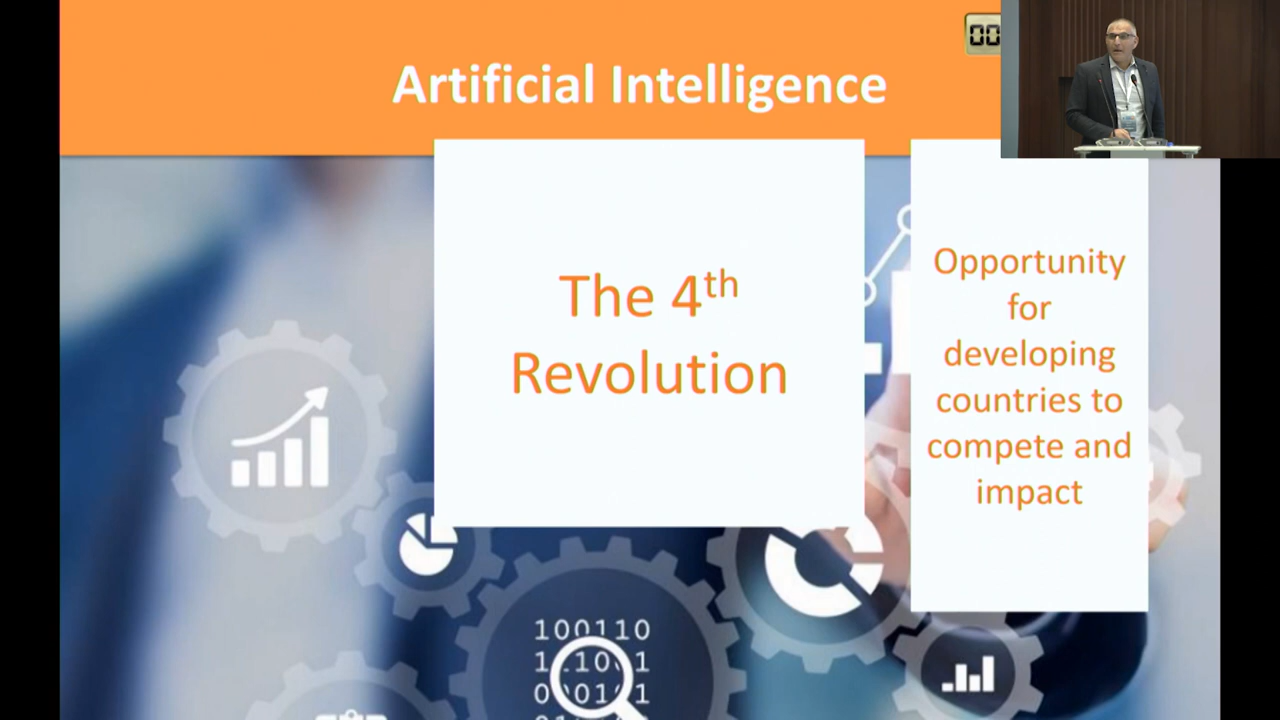 00
Artificial Intelligence
The 4th
Revolution
Opportunity
for
developing
countries to
compete and
impact
100110